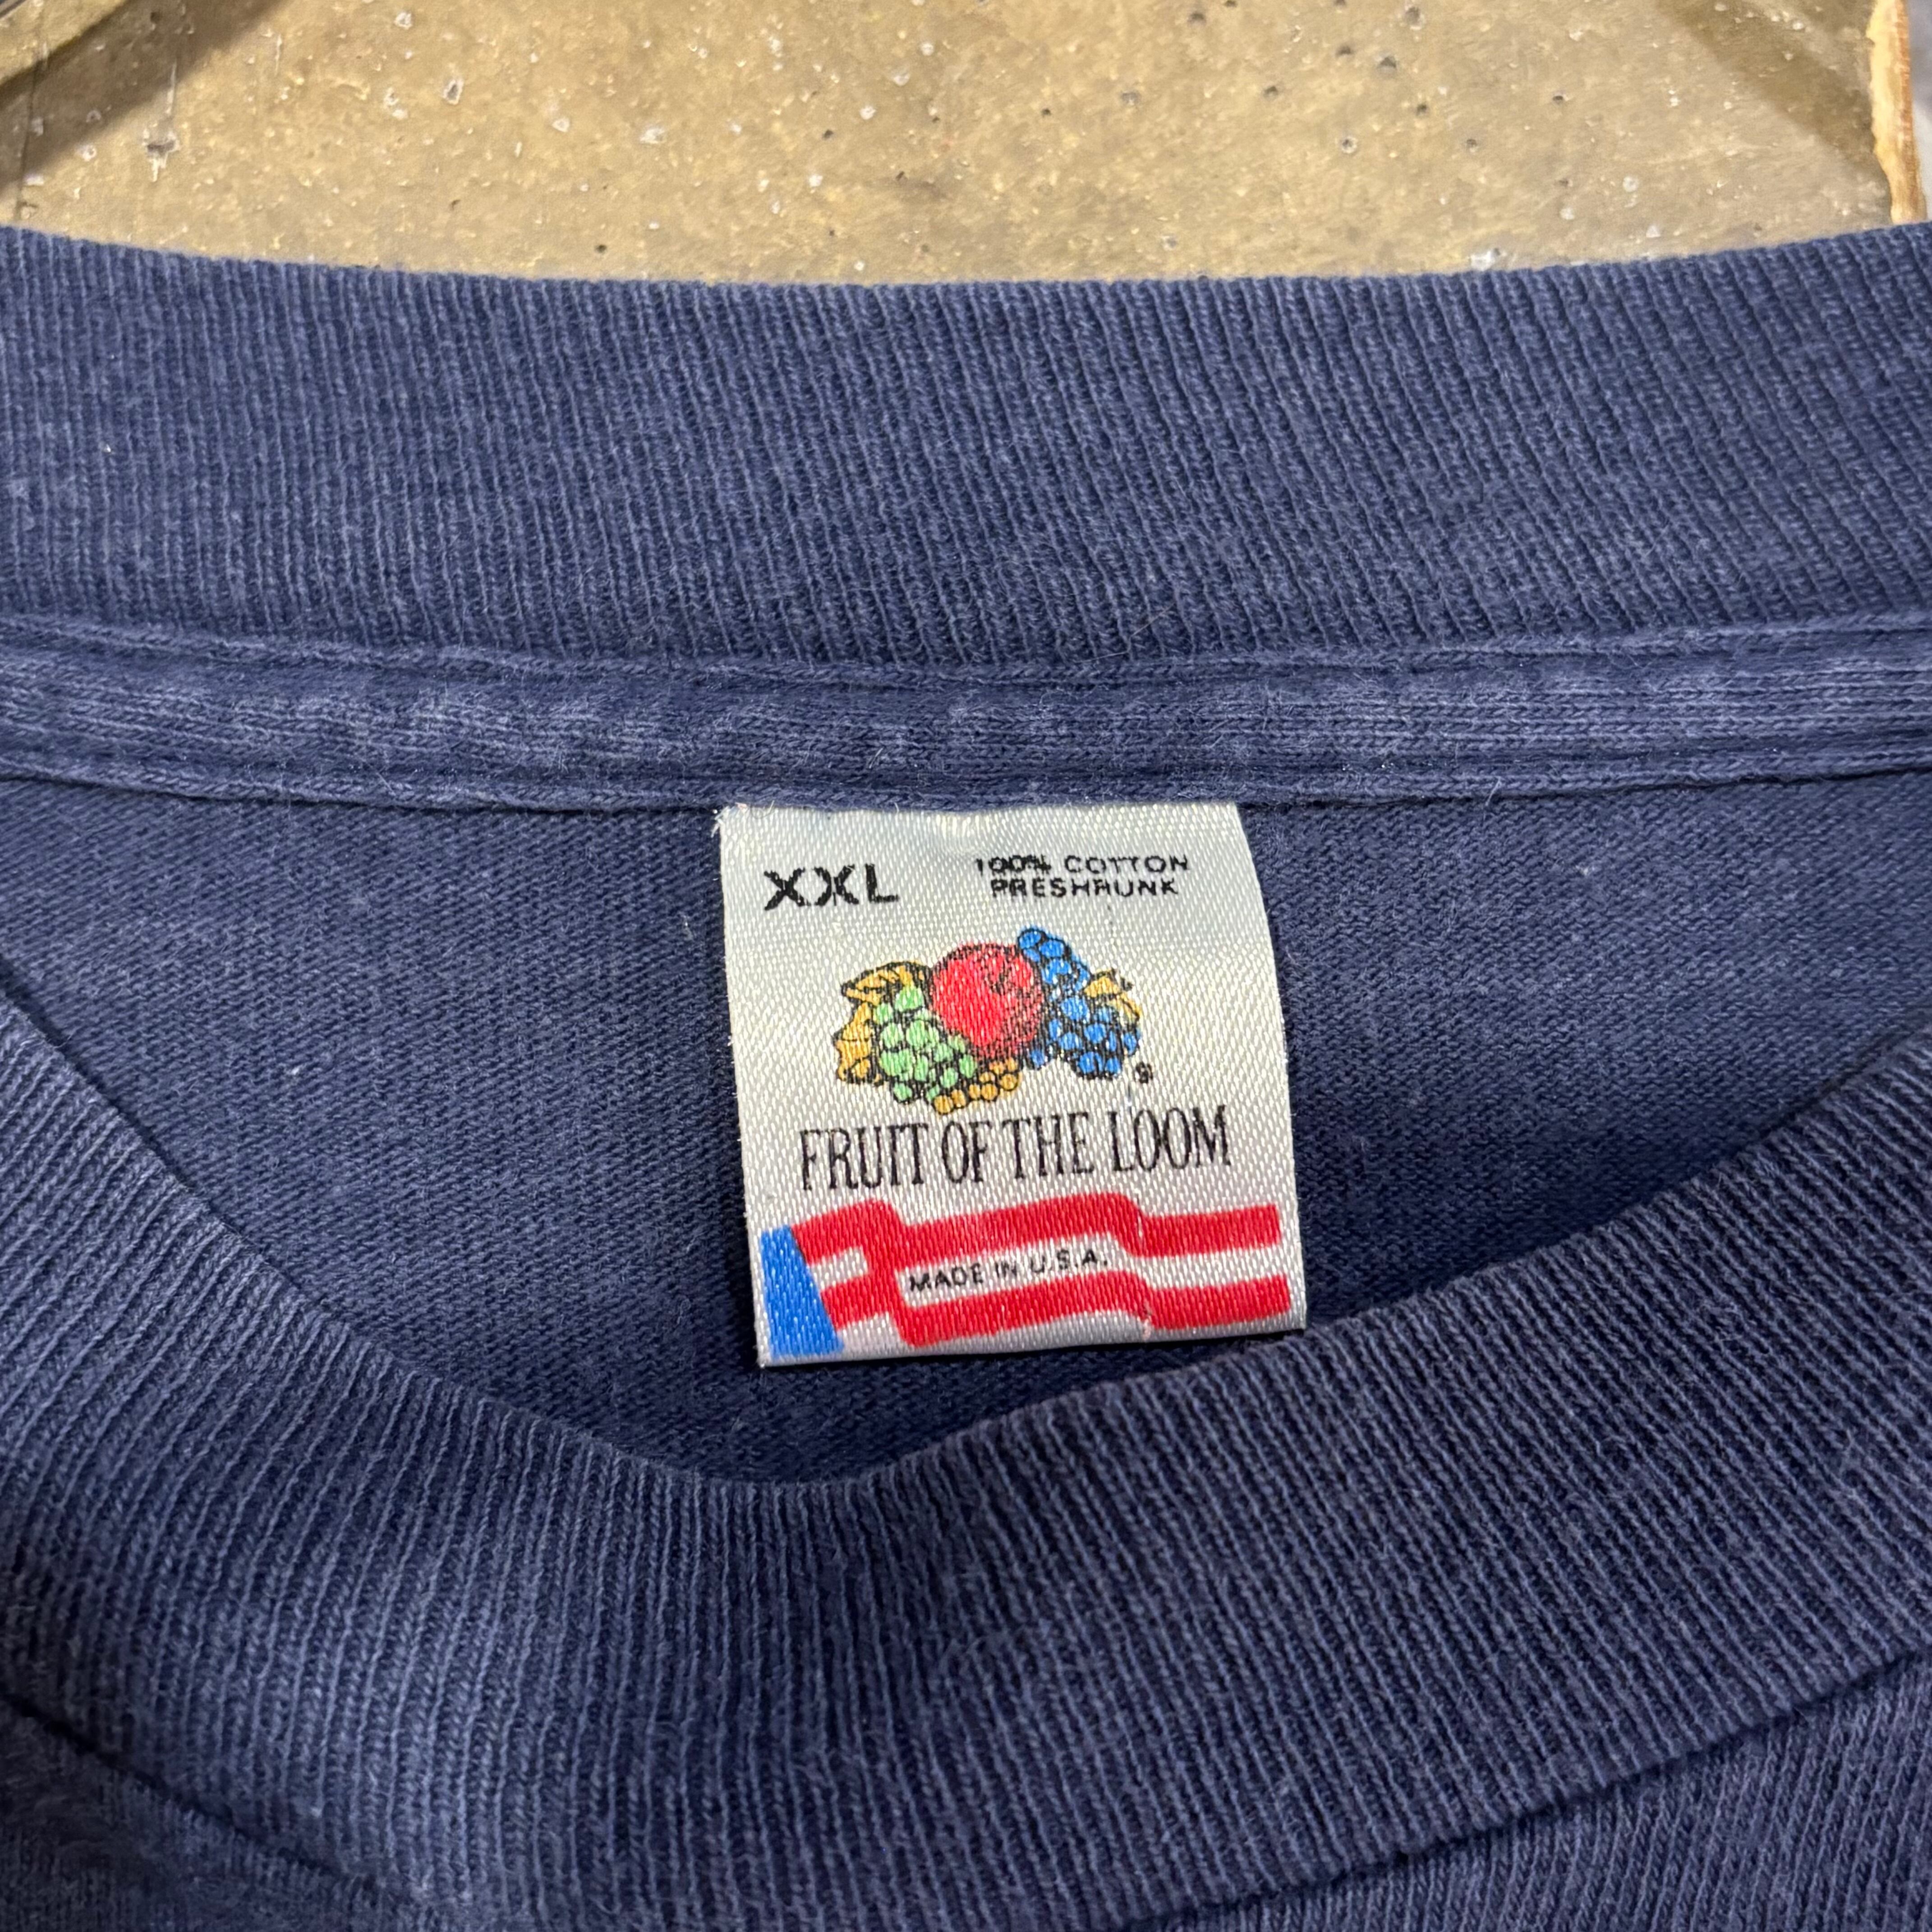 XXL
100% COTTON
PRESHRUNK
FRUIT OF THE LOOM
MADE IN U.S.A.